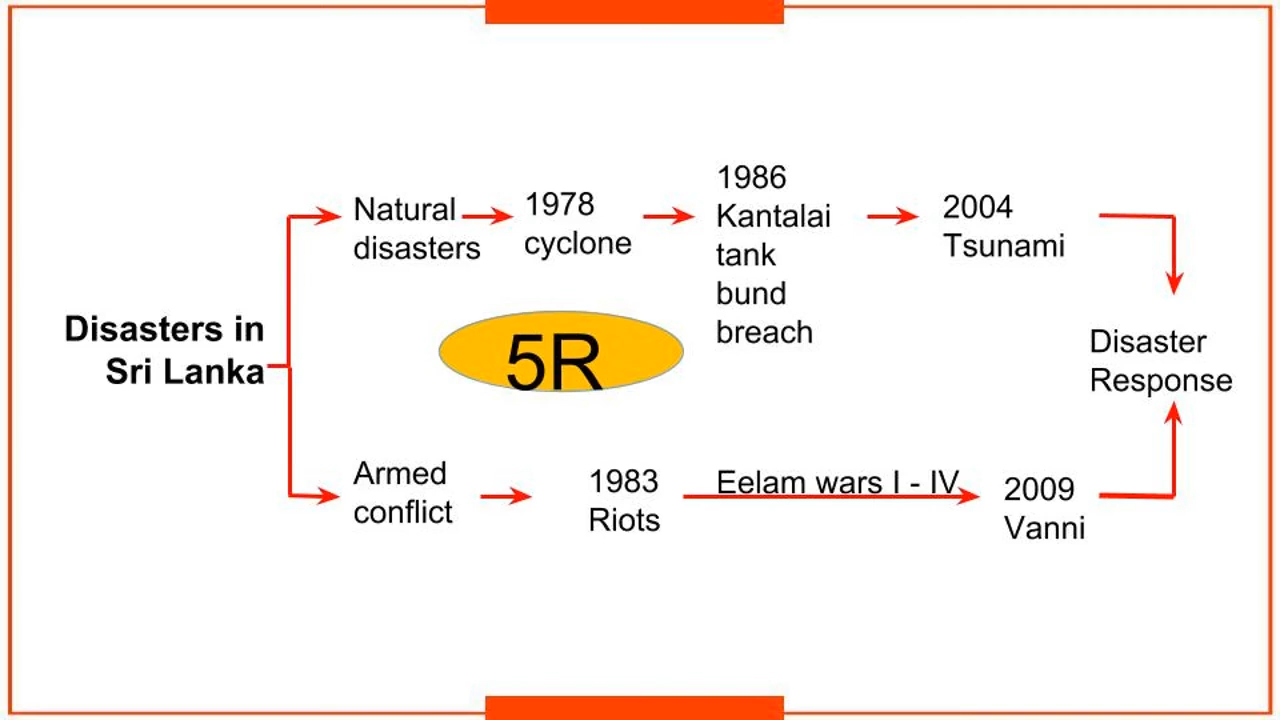 Disasters in
Sri Lanka
Natural
disasters
1978
cyclone
1986
Kantalai
tank
bund
breach
2004
Tsunami
5R
Disaster
Response
Armed
conflict
1983
Riots
Eelam wars I - IV
2009
Vanni